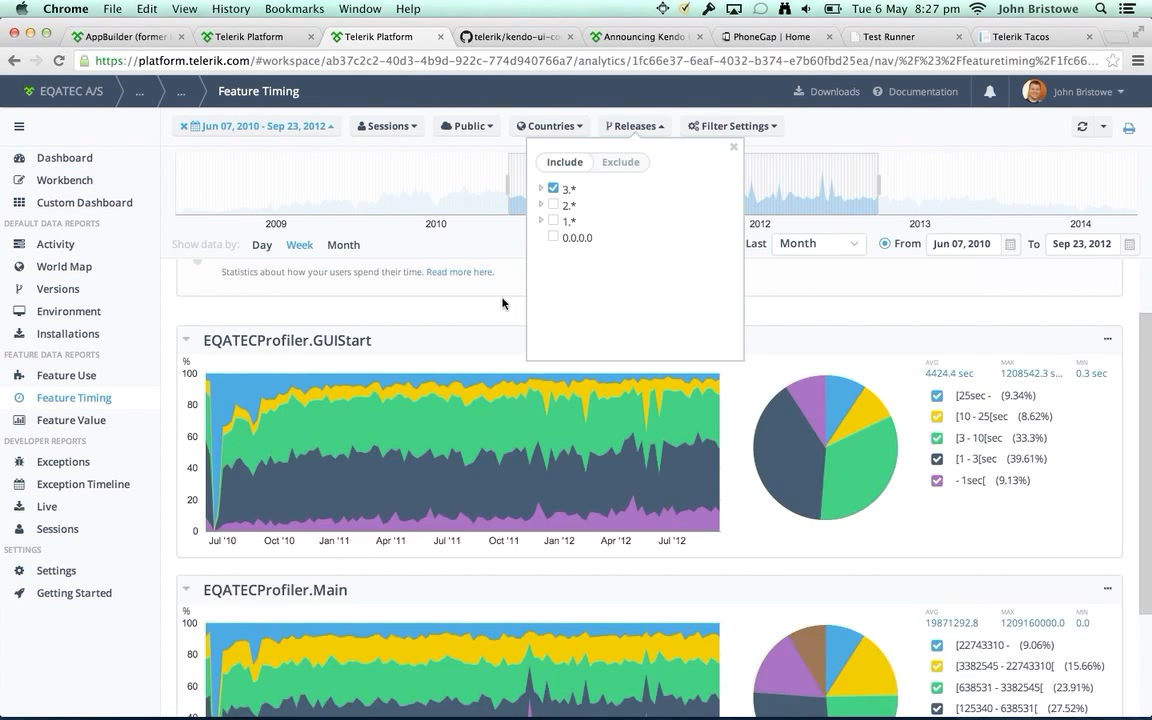 Chrome File Edit View History Bookmarks Window Help Tue 6 May 8:27 pm John Bristowe
AppBuilder (former i Telerik Platform Telerik Platform telerik/kendo-ui-co Announcing Kendo U PhoneGap | Home Test Runner Telerik Tacos
https://platform.telerik.com/#workspace/ab37c2c2-40d3-4b9d-922c-774d940766a7/analytics/1fc66e37-6eaf-4032-b374-e7b60fbd25ea/nav/%2F%23%2Ffeaturetiming%2F1fc66...
EQATEC A/S ... ... Feature Timing Downloads Documentation John Bristowe
Jun 07, 2010 - Sep 23, 2012 Sessions Public Countries Releases Filter Settings
Dashboard
Workbench
Custom Dashboard
DEFAULT DATA REPORTS
Activity
World Map
Versions
Environment
Installations
FEATURE DATA REPORTS
Feature Use
Feature Timing
Feature Value
DEVELOPER REPORTS
Exceptions
Exception Timeline
Live
Sessions
SETTINGS
Settings
Getting Started
Include Exclude
3.*
2.*
1.*
0.0.0.0
2009 2010 2012 2013 2014
Show data by: Day Week Month Last Month From Jun 07, 2010 To Sep 23, 2012
Statistics about how your users spend their time. Read more here.
EQATECProfiler.GUIStart
%
100
80
60
40
20
0
Jul '10 Oct '10 Jan '11 Apr '11 Jul '11 Oct '11 Jan '12 Apr '12 Jul '12
AVG MAX MIN
4424.4 sec 1208542.3 s... 0.3 sec
[25sec - (9.34%)
[10 - 25[sec (8.62%)
[3 - 10[sec (33.3%)
[1 - 3[sec (39.61%)
- 1sec[ (9.13%)
EQATECProfiler.Main
%
100
80
60
AVG MAX MIN
19871292.8 1209160000.0 0.0
[22743310 - (9.06%)
[3382545 - 22743310[ (15.66%)
[638531 - 3382545[ (23.91%)
[125340 - 638531[ (27.52%)